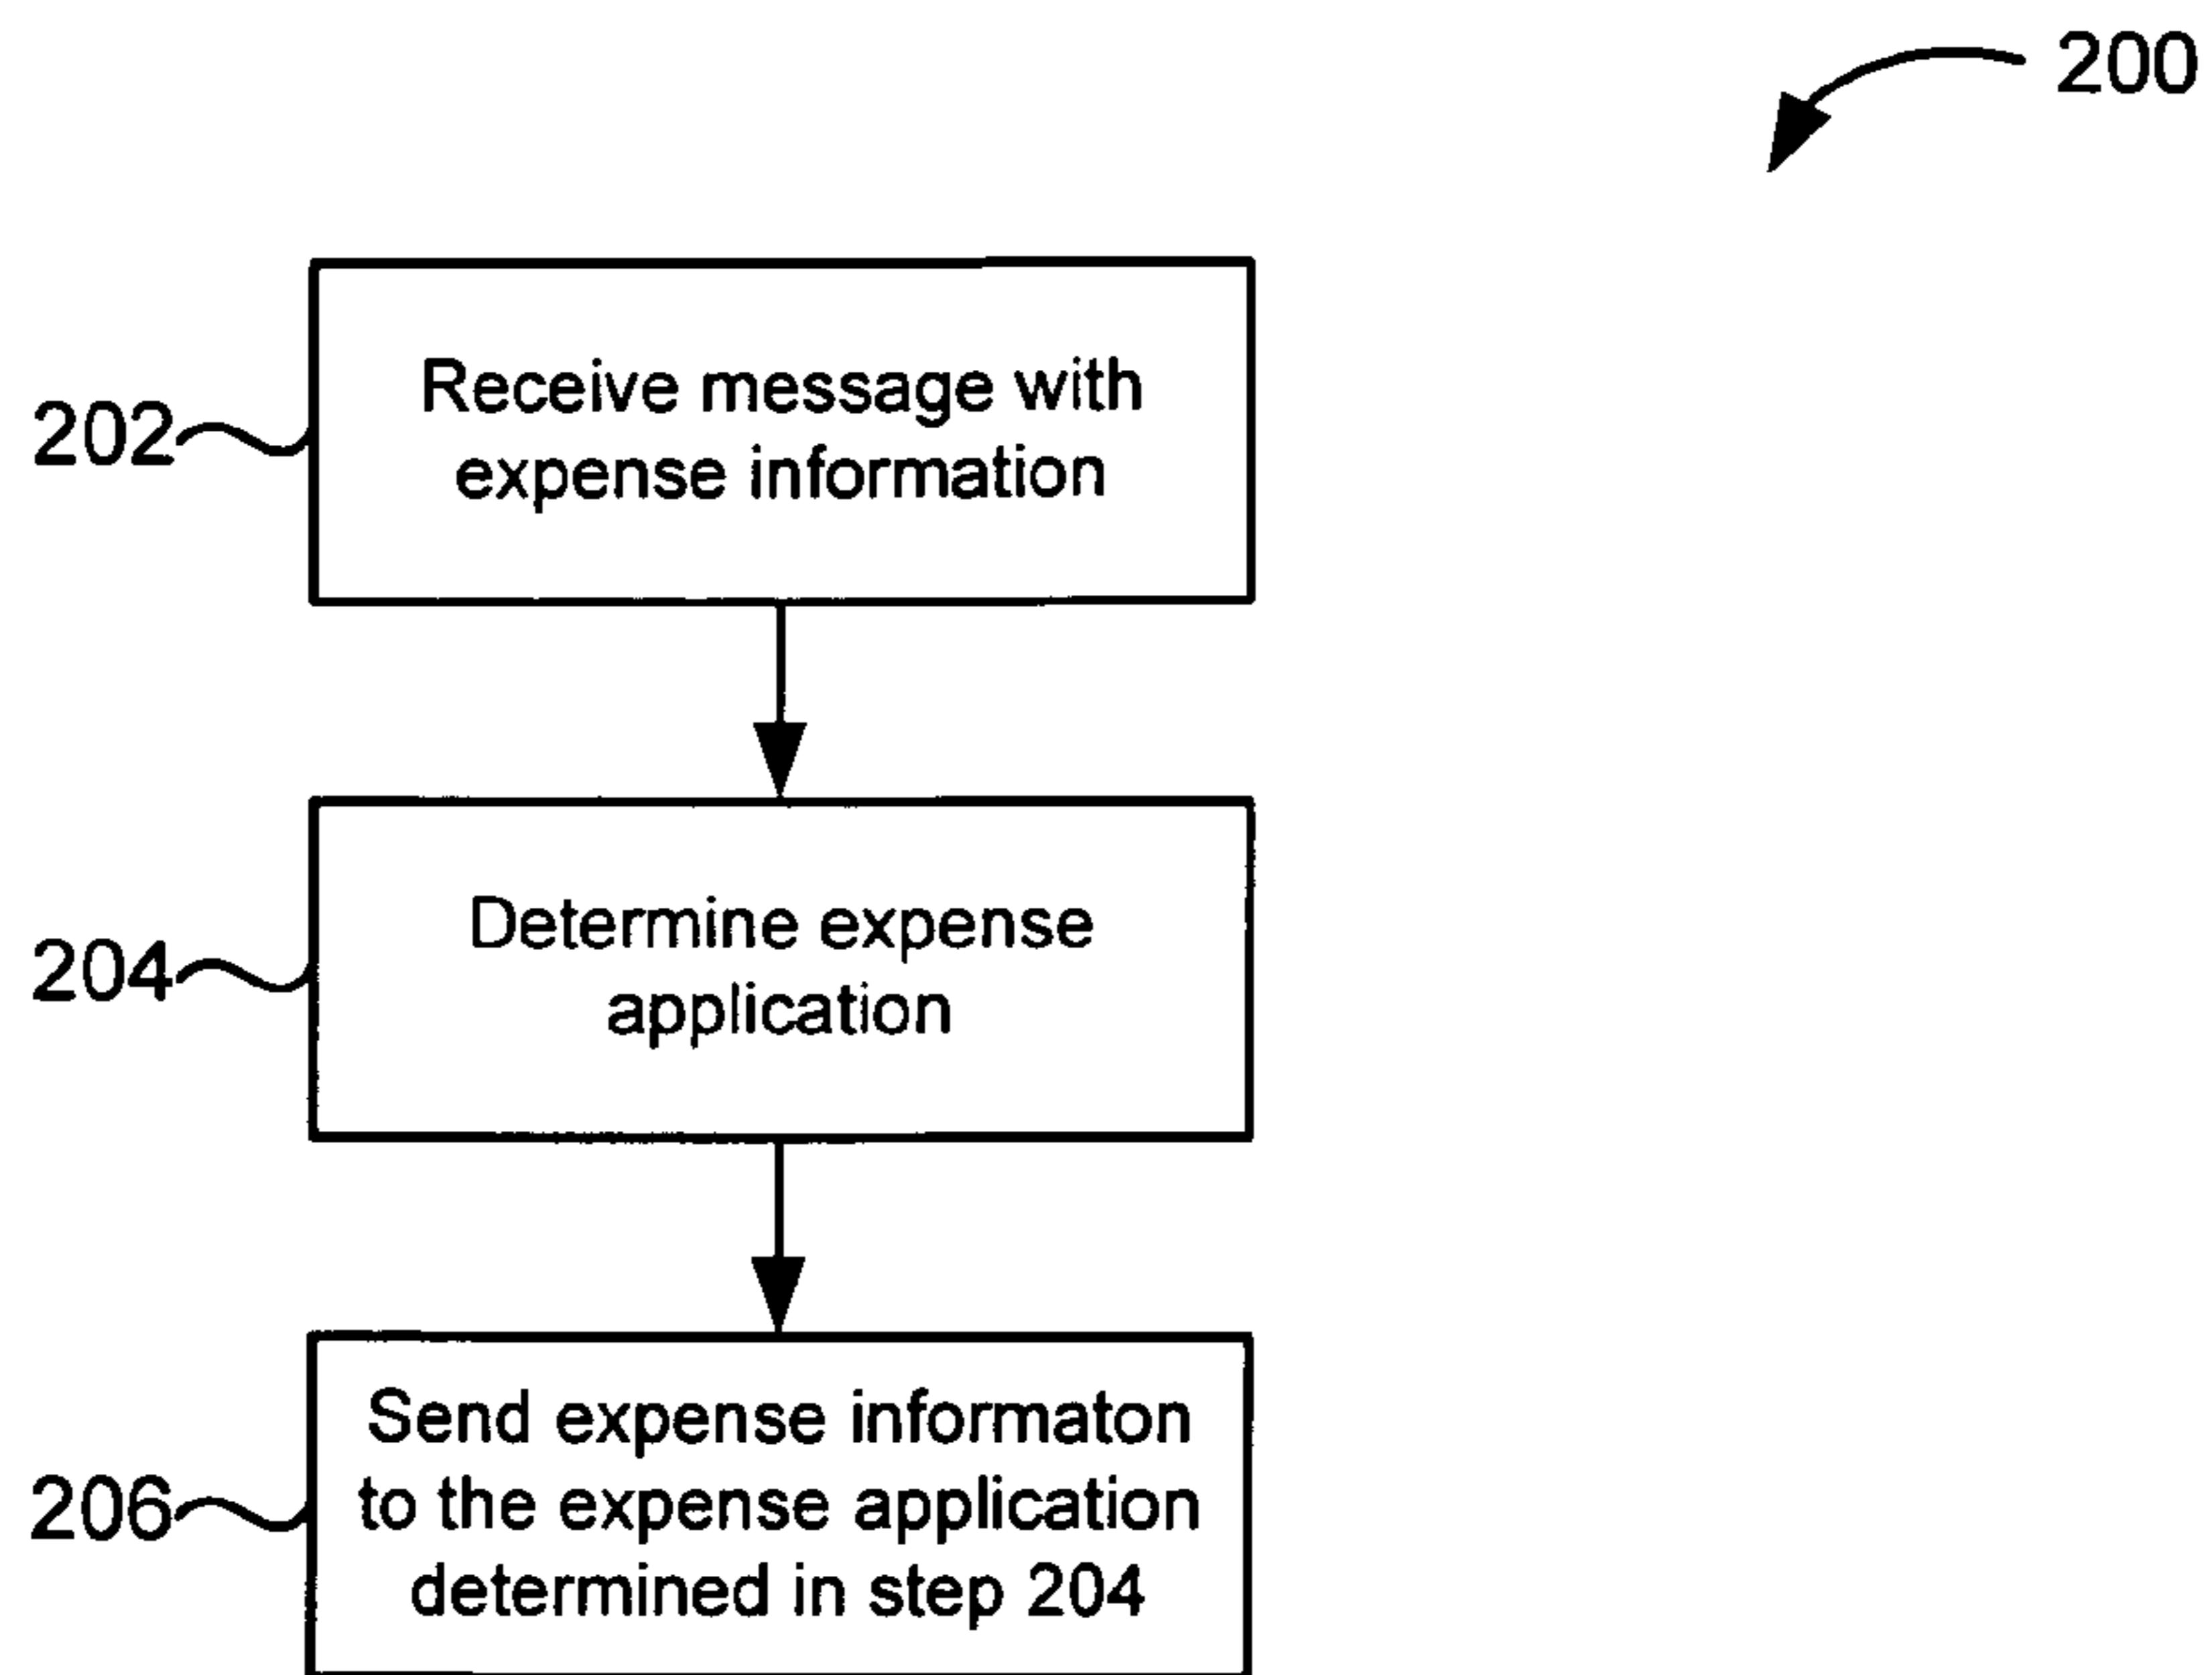 200
202
Receive message with
expense information
204
Determine expense
application
206
Send expense informaton
to the expense application
determined in step 204